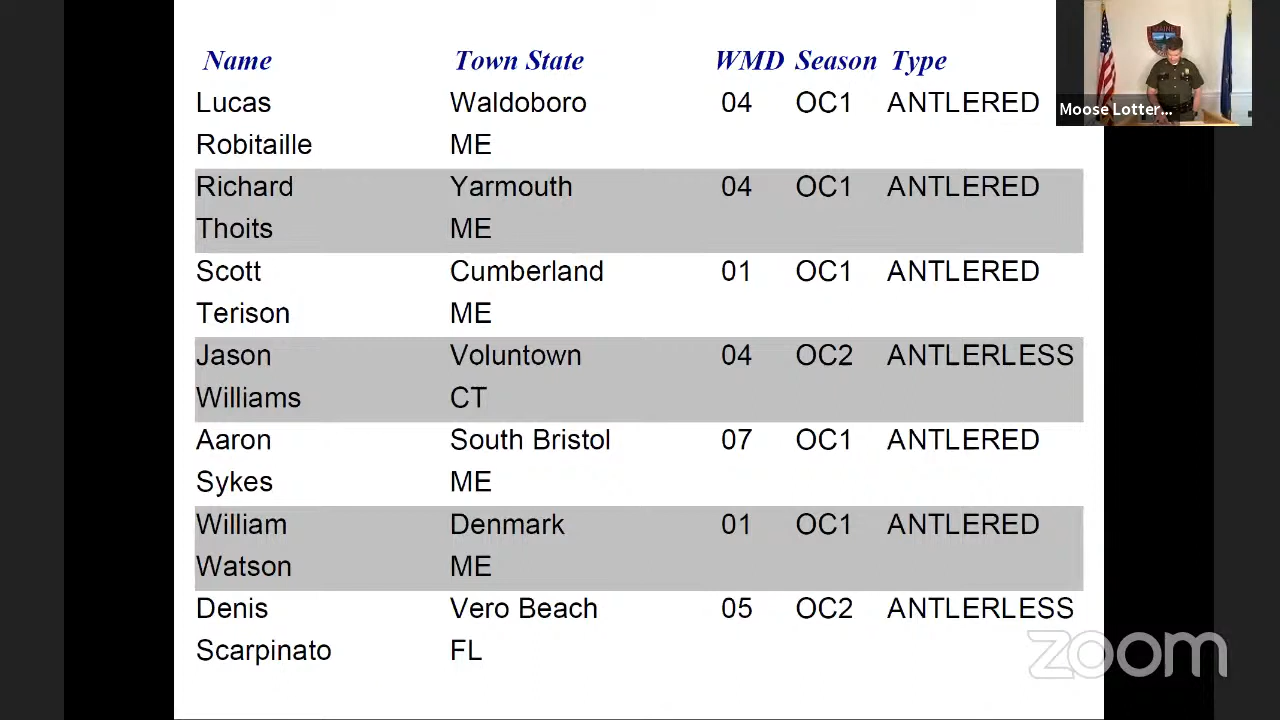 Name Town State WMD Season Type
Lucas Waldoboro 04 OC1 ANTLERED
Robitaille ME
Richard Yarmouth 04 OC1 ANTLERED
Thoits ME
Scott Cumberland 01 OC1 ANTLERED
Terison ME
Jason Voluntown 04 OC2 ANTLERLESS
Williams CT
Aaron South Bristol 07 OC1 ANTLERED
Sykes ME
William Denmark 01 OC1 ANTLERED
Watson ME
Denis Vero Beach 05 OC2 ANTLERLESS
Scarpinato FL
MAINE
Moose Lotter...
zoom